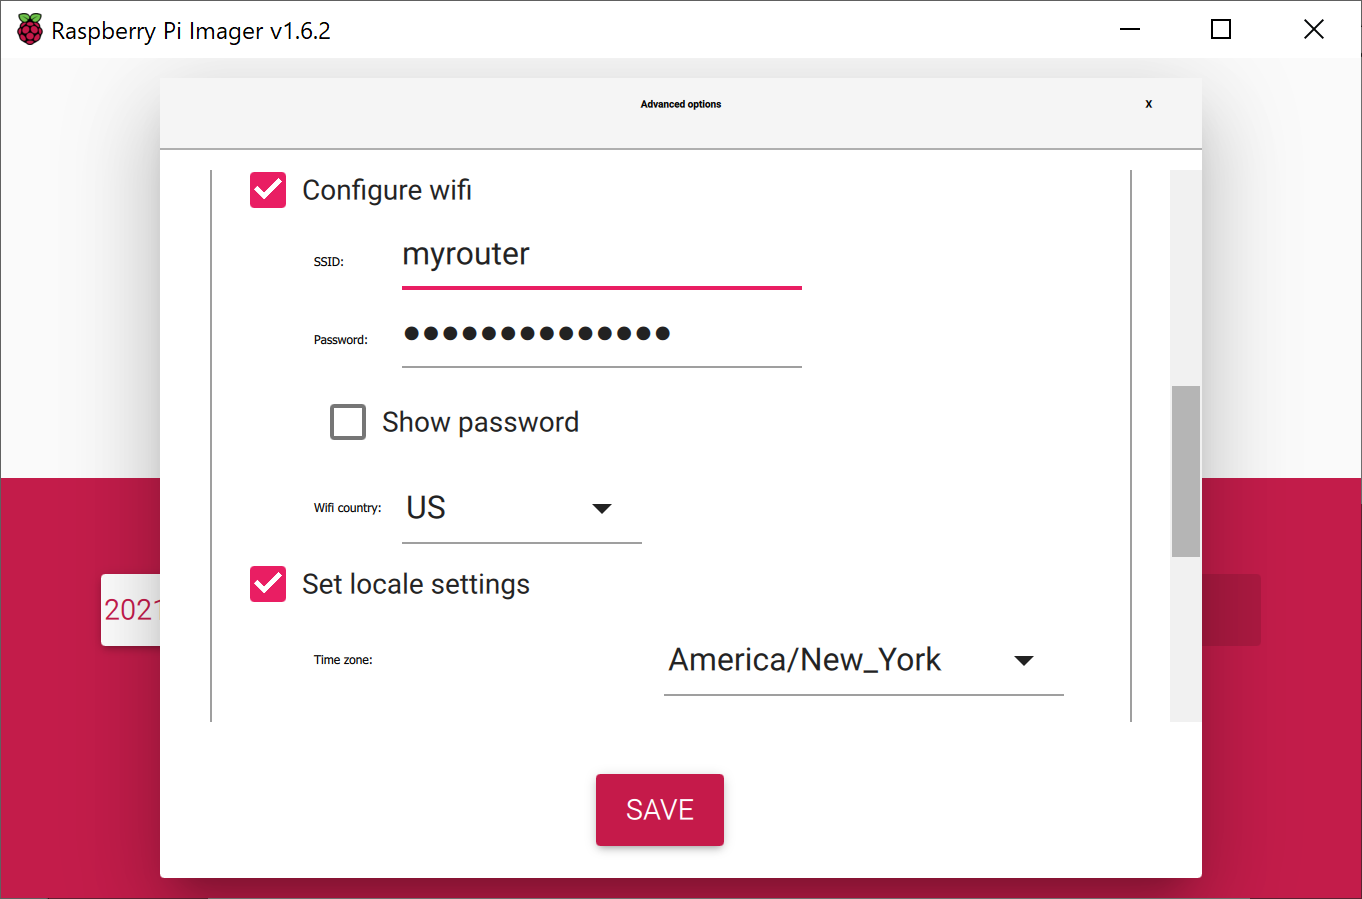 Raspberry Pi Imager v1.6.2
Advanced options
X
Configure wifi
SSID: myrouter
Password: ●●●●●●●●●●●●●●
Show password
Wifi country: US
Set locale settings
2021
Time zone: America/New_York
SAVE